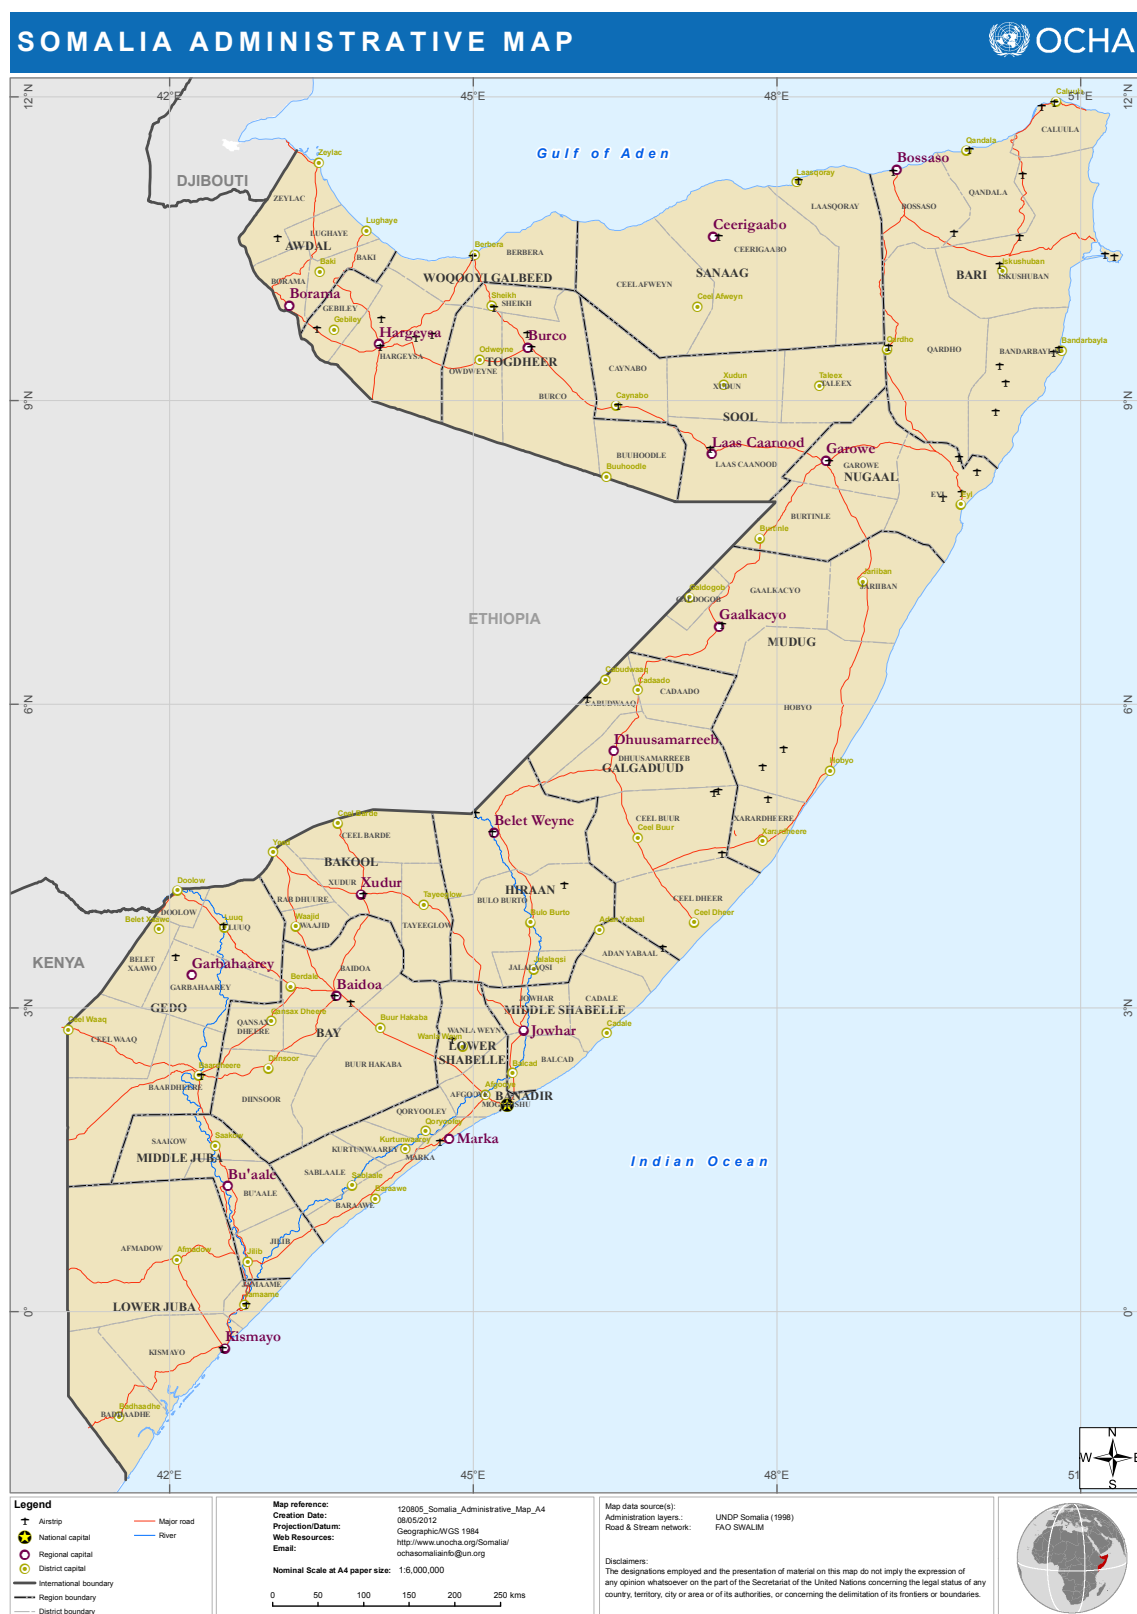 SOMALIA ADMINISTRATIVE MAP
OCHA
42°E
45°E
48°E
51°E
12°N
12°N
Caluula
CALUULA
Gulf of Aden
Qandala
Bossaso
Zeylac
DJIBOUTI
Laasqoray
QANDALA
ZEYLAC
LAASQORAY
BOSSASO
Lughaye
Ceerigaabo
LUGHAYE
AWDAL
Berbera
BERBERA
CEERIGAABO
BAKI
Baki
Iskushuban
SANAAG
BARI
ISKUSHUBAN
WOQOOYI GALBEED
BORAMA
CEEL AFWEYN
Borama
Sheikh
SHEIKH
GEBILEY
Ceel Afweyn
Gebiley
Hargeysa
Burco
Qardho
Bandarbayla
HARGEYSA
Odweyne
QARDHO
BANDARBAYLA
TOGDHEER
OWDWEYNE
CAYNABO
Xudun
XUDUN
Taleex
TALEEX
9°N
9°N
BURCO
Caynabo
SOOL
Laas Caanood
Garowe
BUUHOODLE
LAAS CAANOOD
GAROWE
Buuhoodle
NUGAAL
EYL
Eyl
BURTINLE
Burtinle
Jariiban
JARIIBAN
Galdogob
GALDOGOB
GAALKACYO
ETHIOPIA
Gaalkacyo
MUDUG
Cabudwaaq
Cadaado
CADAADO
CABUDWAAQ
6°N
6°N
HOBYO
Dhuusamarreeb
DHUUSAMARREEB
GALGADUUD
Hobyo
Ceel Barde
CEEL BARDE
Belet Weyne
CEEL BUUR
Ceel Buur
XARARDHEERE
Xarardheere
Yeed
BAKOOL
Doolow
XUDUR
Xudur
HIRAAN
RAB DHUURE
BULO BURTO
CEEL DHEER
Tayeeglow
DOOLOW
Belet Xaawo
Luuq
LUUQ
Waajid
WAAJID
TAYEEGLOW
Bulo Burto
Adan Yabaal
Ceel Dheer
KENYA
BELET
XAAWO
Garbahaarey
GARBAHAAREY
BAIDOA
Jalalaqsi
JALALAQSI
ADAN YABAAL
Berdale
Baidoa
GEDO
JOWHAR
CADALE
MIDDLE SHABELLE
3°N
3°N
Ceel Waaq
CEEL WAAQ
Qansax Dheere
QANSAX
DHEERE
BAY
Buur Hakaba
WANLA WEYN
Wanla Weyn
Jowhar
Cadale
LOWER
SHABELLE
BALCAD
Balcad
BUUR HAKABA
Diinsoor
Baardheere
BAARDHEERE
DIINSOOR
AFGOOYE
Afgooye
BANADIR
MOGADISHU
QORYOOLEY
Qoryooley
SAAKOW
Saakow
Kurtunwaarey
KURTUNWAAREY
Marka
MARKA
MIDDLE JUBA
Indian Ocean
Bu'aale
BU'AALE
SABLAALE
Sablaale
Baraawe
BARAAWE
JILIB
Jilib
AFMADOW
Afmadow
JAMAAME
Jamaame
LOWER JUBA
0°
0°
Kismayo
KISMAYO
Badhaadhe
BADHAADHE
N
W
E
S
42°E
45°E
48°E
51°
Legend
Airstrip
National capital
Regional capital
District capital
International boundary
Region boundary
District boundary
Major road
River
Map reference: 120805_Somalia_Administrative_Map_A4
Creation Date: 08/05/2012
Projection/Datum: Geographic/WGS 1984
Web Resources: http://www.unocha.org/Somalia/
Email: ochasomaliainfo@un.org
Nominal Scale at A4 paper size: 1:6,000,000
0 50 100 150 200 250 kms
Map data source(s):
Administration layers.: UNDP Somalia (1998)
Road & Stream network: FAO SWALIM
Disclaimers:
The designations employed and the presentation of material on this map do not imply the expression of
any opinion whatsoever on the part of the Secretariat of the United Nations concerning the legal status of any
country, territory, city or area or of its authorities, or concerning the delimitation of its frontiers or boundaries.